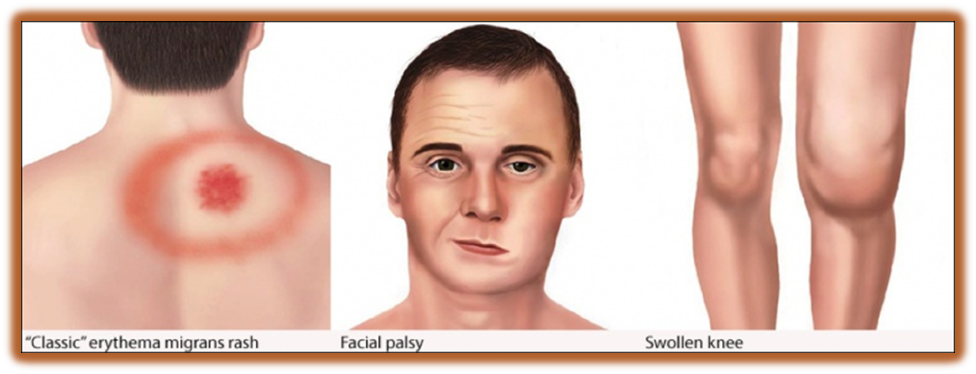 “Classic” erythema migrans rash
Facial palsy
Swollen knee